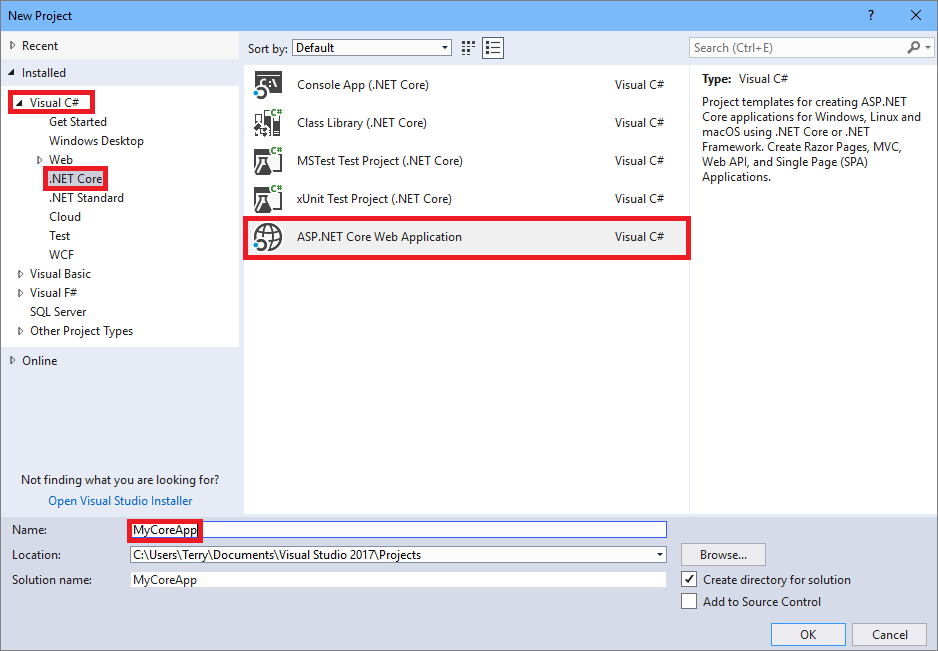 New Project
?
Recent
Installed
Visual C#
Get Started
Windows Desktop
Web
.NET Core
.NET Standard
Cloud
Test
WCF
Visual Basic
Visual F#
SQL Server
Other Project Types
Online
Not finding what you are looking for?
Open Visual Studio Installer
Sort by: Default
Console App (.NET Core) Visual C#
Class Library (.NET Core) Visual C#
MSTest Test Project (.NET Core) Visual C#
xUnit Test Project (.NET Core) Visual C#
ASP.NET Core Web Application Visual C#
Search (Ctrl+E)
Type: Visual C#
Project templates for creating ASP.NET
Core applications for Windows, Linux and
macOS using .NET Core or .NET
Framework. Create Razor Pages, MVC,
Web API, and Single Page (SPA)
Applications.
Name: MyCoreApp
Location: C:\Users\Terry\Documents\Visual Studio 2017\Projects
Browse...
Solution name: MyCoreApp
Create directory for solution
Add to Source Control
OK
Cancel